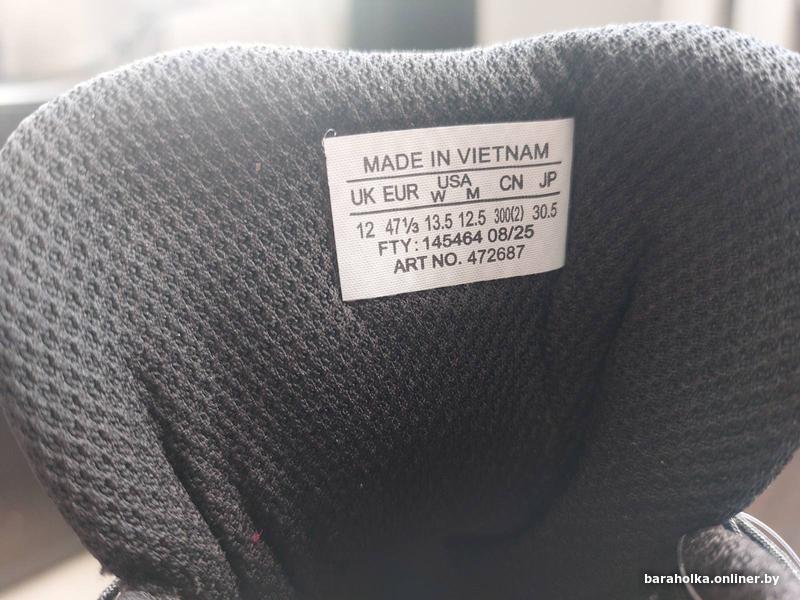 MADE IN VIETNAM
UK EUR USA W M CN JP
12 47⅓ 13.5 12.5 300(2) 30.5
FTY: 145464 08/25
ART NO. 472687
baraholka.onliner.by